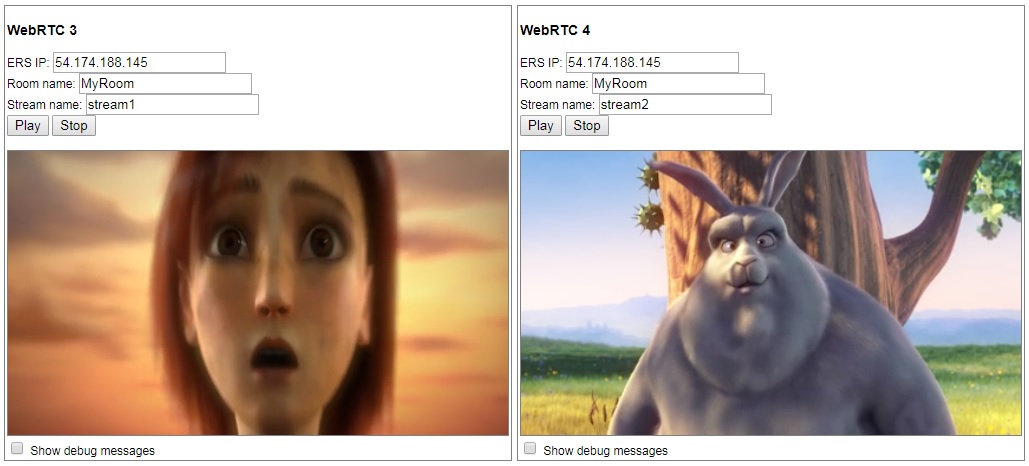 WebRTC 3
ERS IP: 54.174.188.145
Room name: MyRoom
Stream name: stream1
Play Stop
Show debug messages
WebRTC 4
ERS IP: 54.174.188.145
Room name: MyRoom
Stream name: stream2
Play Stop
Show debug messages